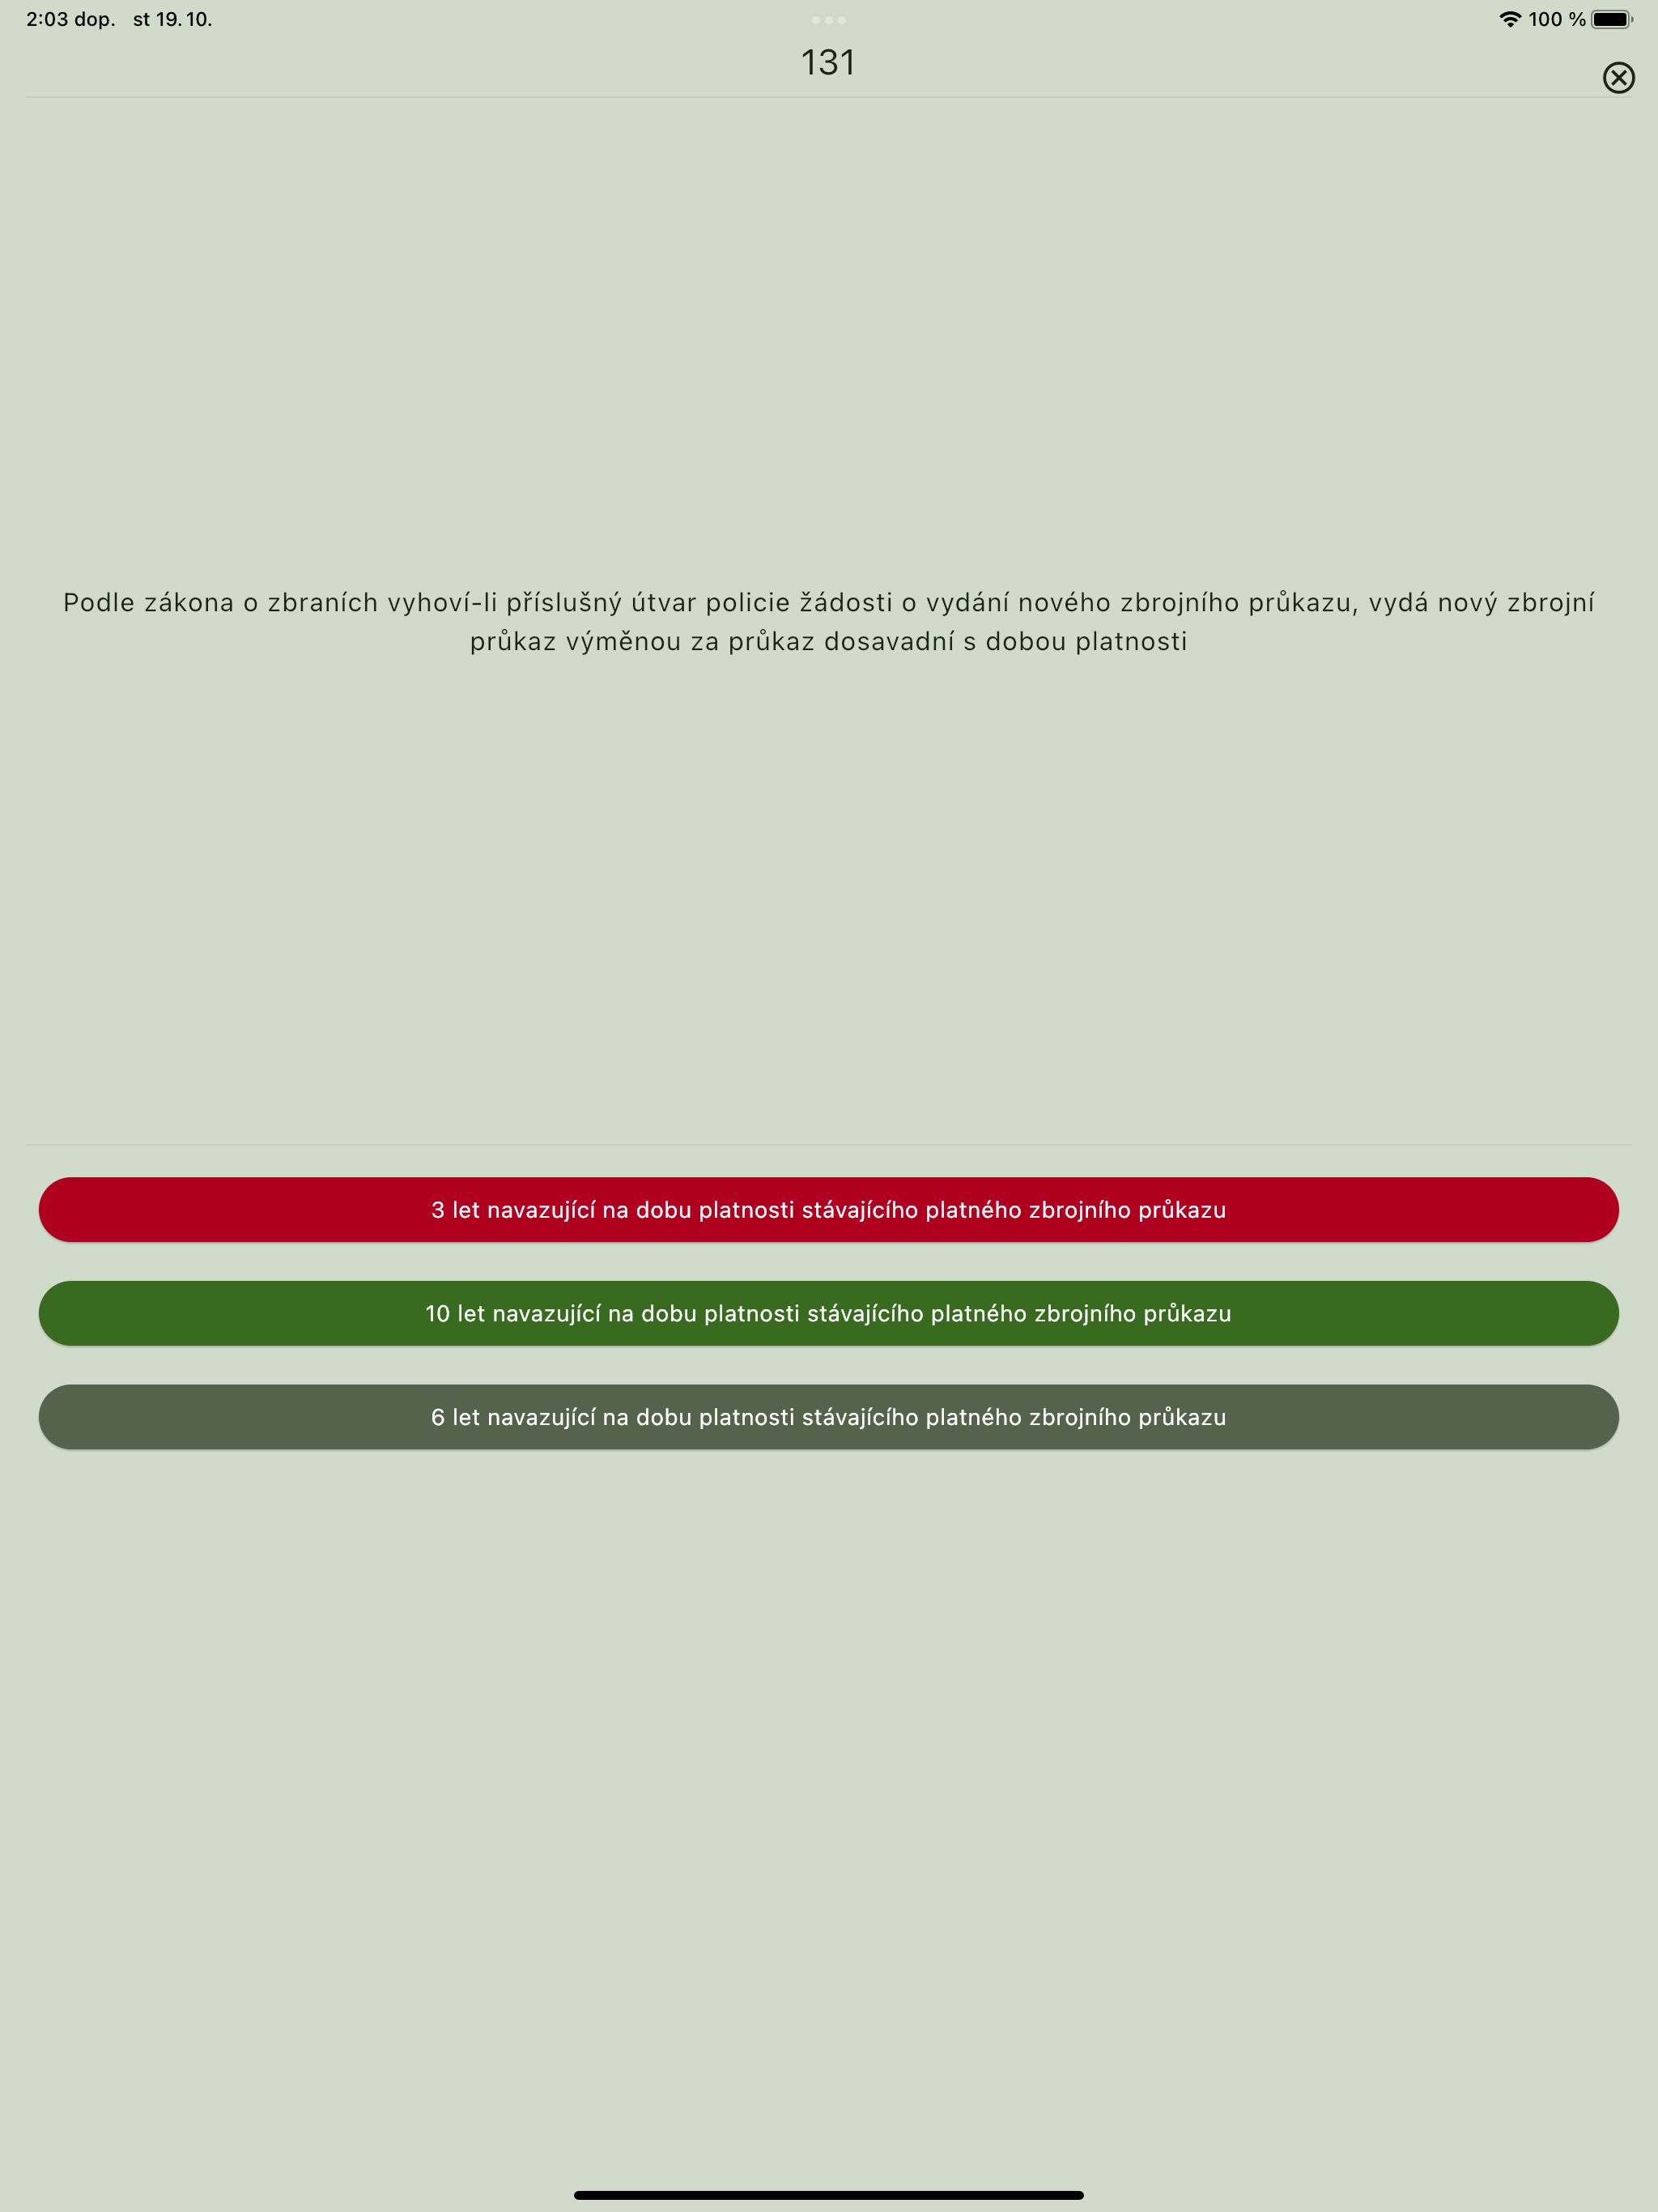 2:03 dop. st 19. 10.
100 %
131
Podle zákona o zbraních vyhoví-li příslušný útvar policie žádosti o vydání nového zbrojního průkazu, vydá nový zbrojní
průkaz výměnou za průkaz dosavadní s dobou platnosti
3 let navazující na dobu platnosti stávajícího platného zbrojního průkazu
10 let navazující na dobu platnosti stávajícího platného zbrojního průkazu
6 let navazující na dobu platnosti stávajícího platného zbrojního průkazu